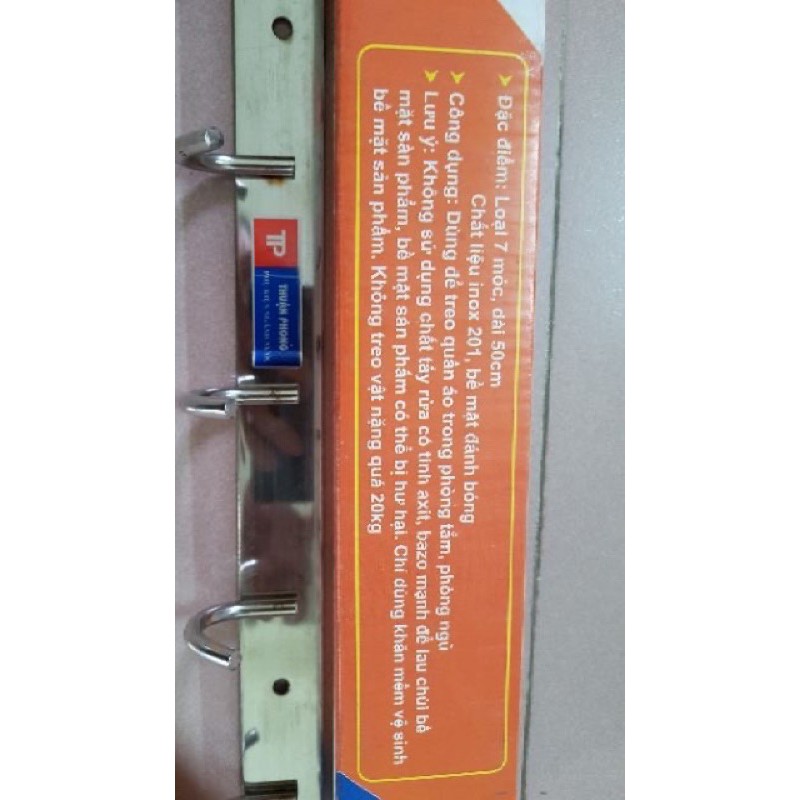 Đặc điểm: Loại 7 móc, dài 50cm
Chất liệu inox 201, bề mặt đánh bóng
Công dụng: Dùng để treo quần áo trong phòng tắm, phòng ngủ
Lưu ý: Không sử dụng chất tẩy rửa có tính axit, bazơ mạnh để lau chùi bề
mặt sản phẩm, bề mặt sản phẩm có thể bị hư hại. Chỉ dùng khăn mềm vệ sinh
bề mặt sản phẩm. Không treo vật nặng quá 20kg
TP
THUẬN PHONG